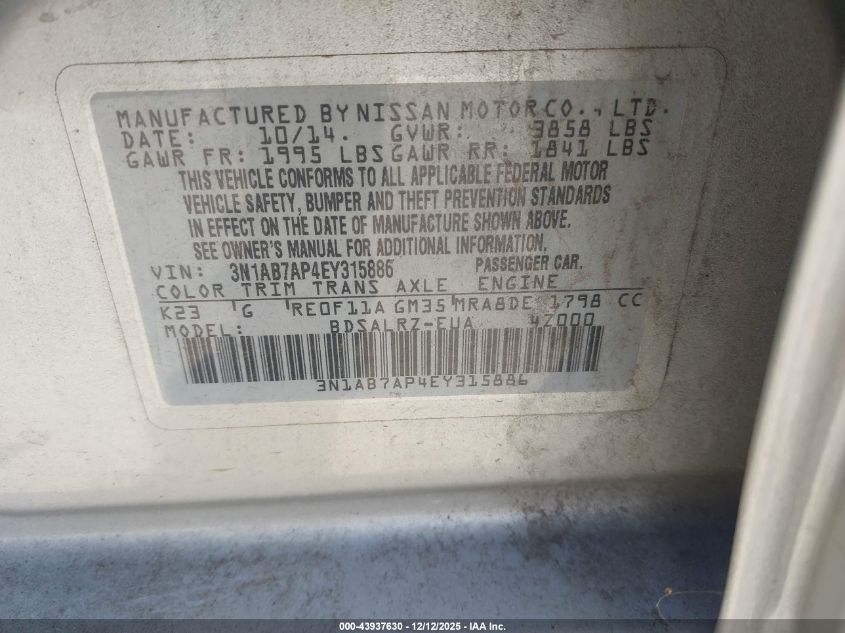 MANUFACTURED BY NISSAN MOTOR CO., LTD.
DATE: 10/14. GVWR: 3858 LBS
GAWR FR: 1995 LBS GAWR RR: 1841 LBS
THIS VEHICLE CONFORMS TO ALL APPLICABLE FEDERAL MOTOR
VEHICLE SAFETY, BUMPER AND THEFT PREVENTION STANDARDS
IN EFFECT ON THE DATE OF MANUFACTURE SHOWN ABOVE.
SEE OWNER'S MANUAL FOR ADDITIONAL INFORMATION.
VIN: 3N1AB7AP4EY315886 PASSENGER CAR.
COLOR TRIM TRANS AXLE ENGINE
K23 G RE0F11A GM35 MRA8DE 1798 CC
MODEL: BDSALRZ-EUA 4Z000
3N1AB7AP4EY315886
000-43937630 - 12/12/2025 - IAA Inc.